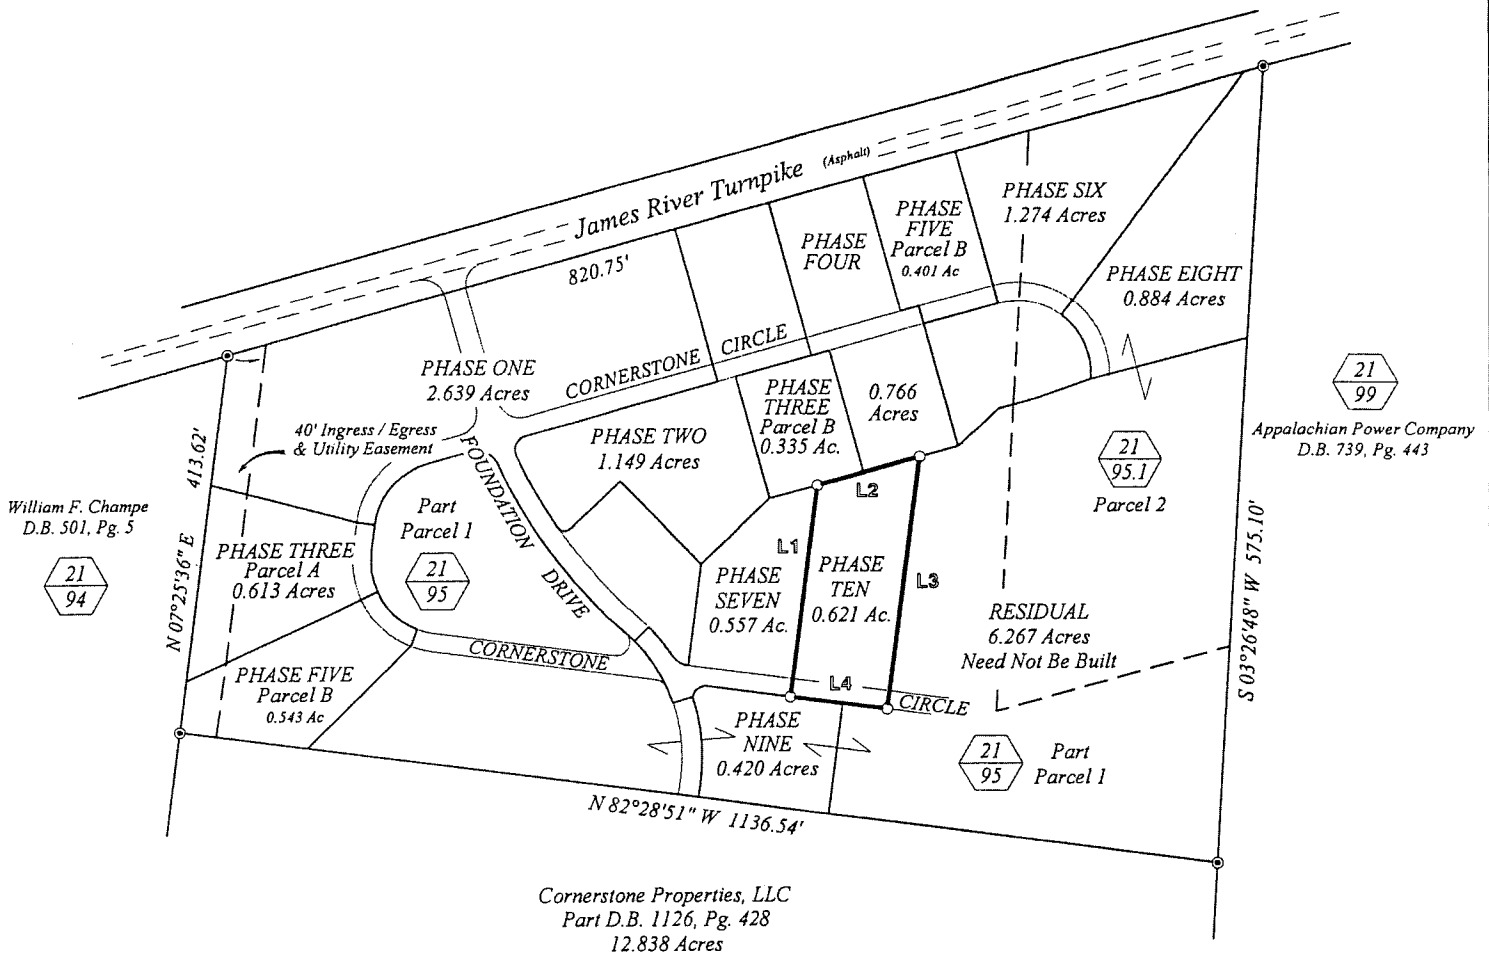 James River Turnpike (Asphalt)
820.75'
PHASE SIX
1.274 Acres
PHASE
FIVE
Parcel B
0.401 Ac
PHASE
FOUR
PHASE EIGHT
0.884 Acres
CORNERSTONE CIRCLE
PHASE ONE
2.639 Acres
PHASE
THREE
Parcel B
0.335 Ac.
0.766
Acres
21
99
Appalachian Power Company
D.B. 739, Pg. 443
40' Ingress / Egress
& Utility Easement
PHASE TWO
1.149 Acres
21
95.1
Parcel 2
413.62'
N 07°25'36" E
William F. Champe
D.B. 501, Pg. 5
21
94
FOUNDATION
DRIVE
Part
Parcel 1
21
95
L2
L1
L3
L4
S 03°26'48" W 575.10'
PHASE THREE
Parcel A
0.613 Acres
PHASE
SEVEN
0.557 Ac.
PHASE
TEN
0.621 Ac.
RESIDUAL
6.267 Acres
Need Not Be Built
CORNERSTONE
CIRCLE
PHASE FIVE
Parcel B
0.543 Ac
PHASE
NINE
0.420 Acres
21
95
Part
Parcel 1
N 82°28'51" W 1136.54'
Cornerstone Properties, LLC
Part D.B. 1126, Pg. 428
12.838 Acres